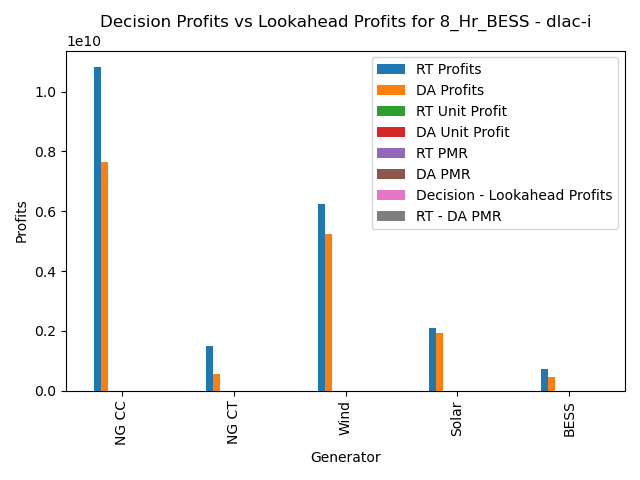 Decision Profits vs Lookahead Profits for 8_Hr_BESS - dlac-i
1e10
RT Profits
DA Profits
RT Unit Profit
DA Unit Profit
RT PMR
DA PMR
Decision - Lookahead Profits
RT - DA PMR
Profits
1.0
0.8
0.6
0.4
0.2
0.0
NG CC
NG CT
Wind
Solar
BESS
Generator